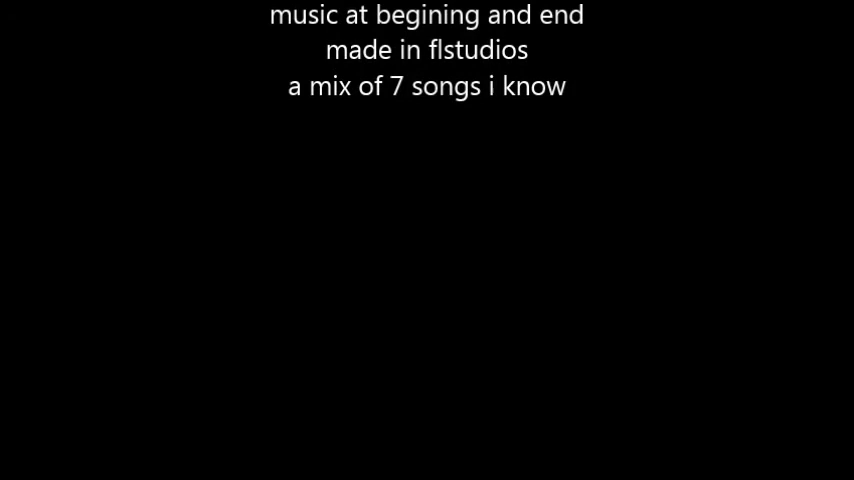 music at begining and end
made in flstudios
a mix of 7 songs i know